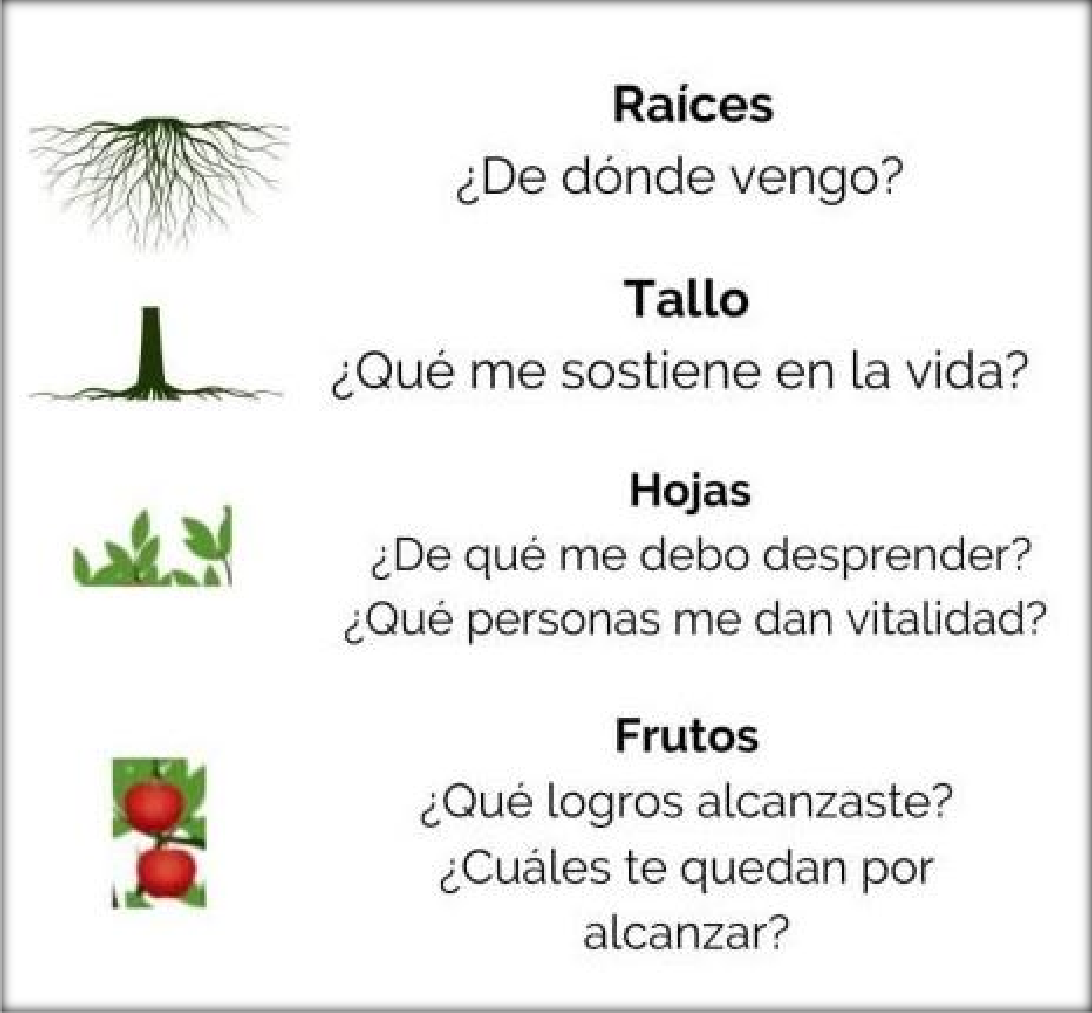 Raíces
¿De dónde vengo?
Tallo
¿Qué me sostiene en la vida?
Hojas
¿De qué me debo desprender?
¿Qué personas me dan vitalidad?
Frutos
¿Qué logros alcanzaste?
¿Cuáles te quedan por
alcanzar?